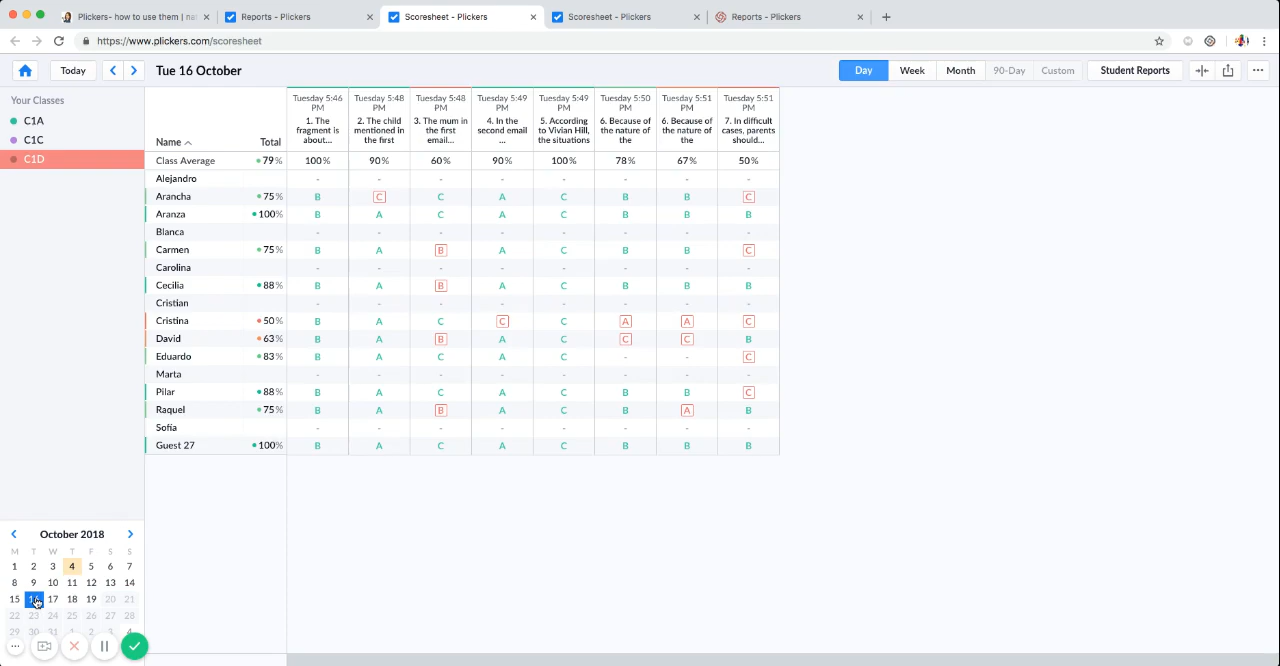 Plickers- how to use them | na
Reports - Plickers
Scoresheet - Plickers
Scoresheet - Plickers
Reports - Plickers
https://www.plickers.com/scoresheet
Today
Tue 16 October
Day Week Month 90-Day Custom Student Reports
Your Classes
C1A
C1C
C1D
Tuesday 5:46 PM 1. The fragment is about...
Tuesday 5:48 PM 2. The child mentioned in the first
Tuesday 5:48 PM 3. The mum in the first email...
Tuesday 5:49 PM 4. In the second email ...
Tuesday 5:49 PM 5. According to Vivian Hill, the situations
Tuesday 5:50 PM 6. Because of the nature of the
Tuesday 5:51 PM 6. Because of the nature of the
Tuesday 5:51 PM 7. In difficult cases, parents should...
Name Total
Class Average 79% 100% 90% 60% 90% 100% 78% 67% 50%
Alejandro - - - - - - - -
Arancha 75% B C C A C B B C
Aranza 100% B A C A C B B B
Blanca - - - - - - - -
Carmen 75% B A B A C B B C
Carolina - - - - - - - -
Cecilia 88% B A B A C B B B
Cristian - - - - - - - -
Cristina 50% B A C C C A A C
David 63% B A B A C C C B
Eduardo 83% B A C A C - - C
Marta - - - - - - - -
Pilar 88% B A C A C B B C
Raquel 75% B A B A C B A B
Sofía - - - - - - - -
Guest 27 100% B A C A C B B B
October 2018
M T W T F S S
1 2 3 4 5 6 7
8 9 10 11 12 13 14
15 16 17 18 19 20 21
22 23 24 25 26 27 28
29 30 31 1 2 3 4